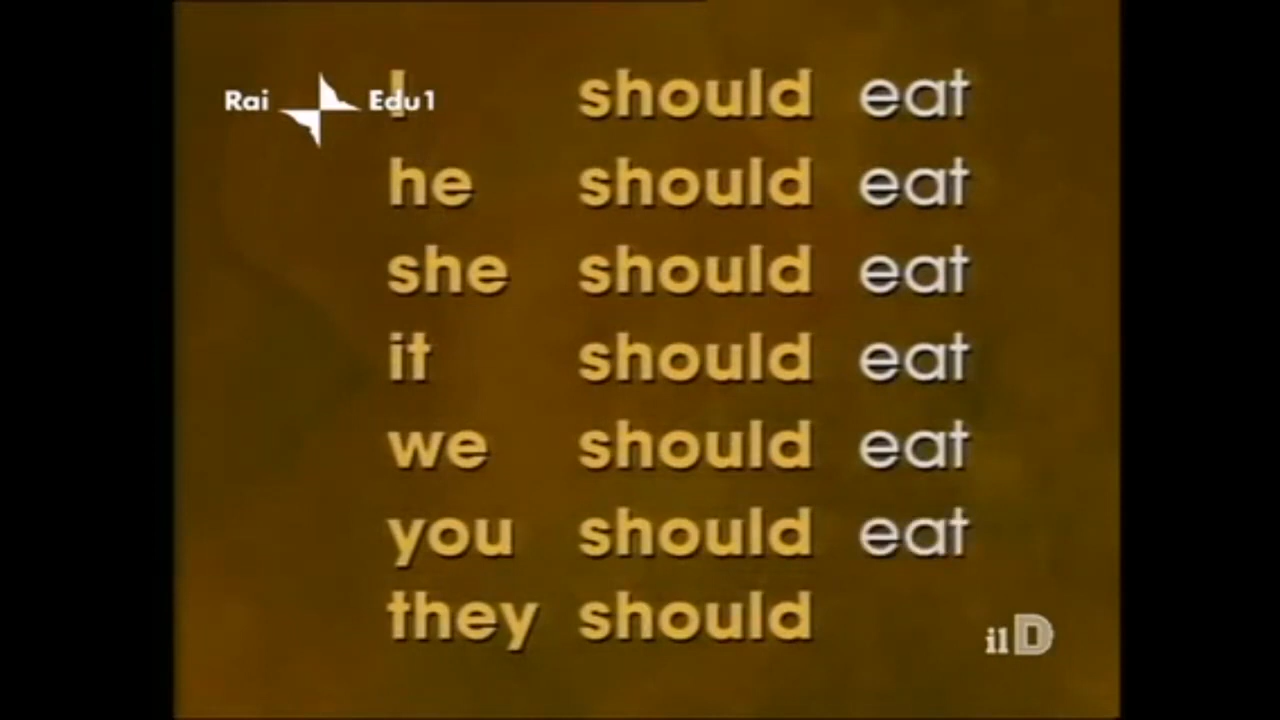 Rai Edu1
I should eat
he should eat
she should eat
it should eat
we should eat
you should eat
they should
il D